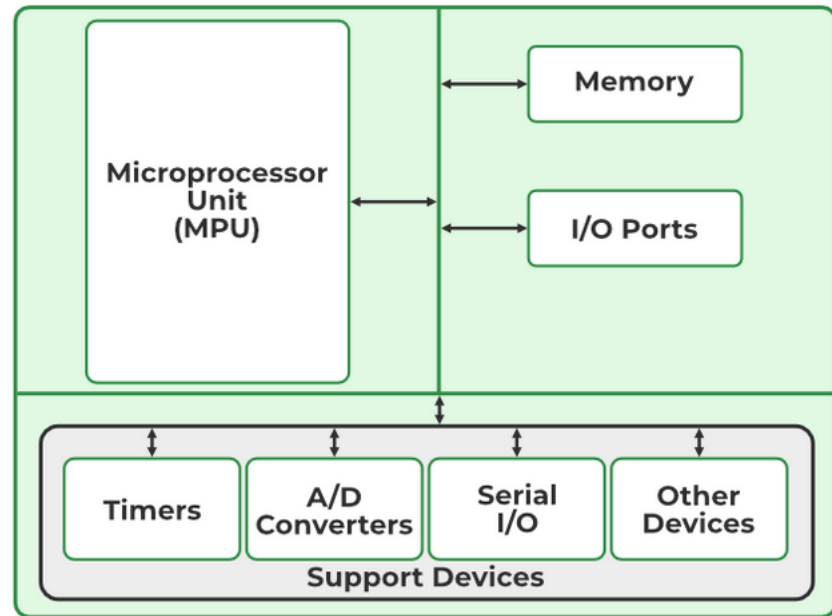 Microprocessor
Unit
(MPU)
Memory
I/O Ports
Timers
A/D
Converters
Serial
I/O
Other
Devices
Support Devices